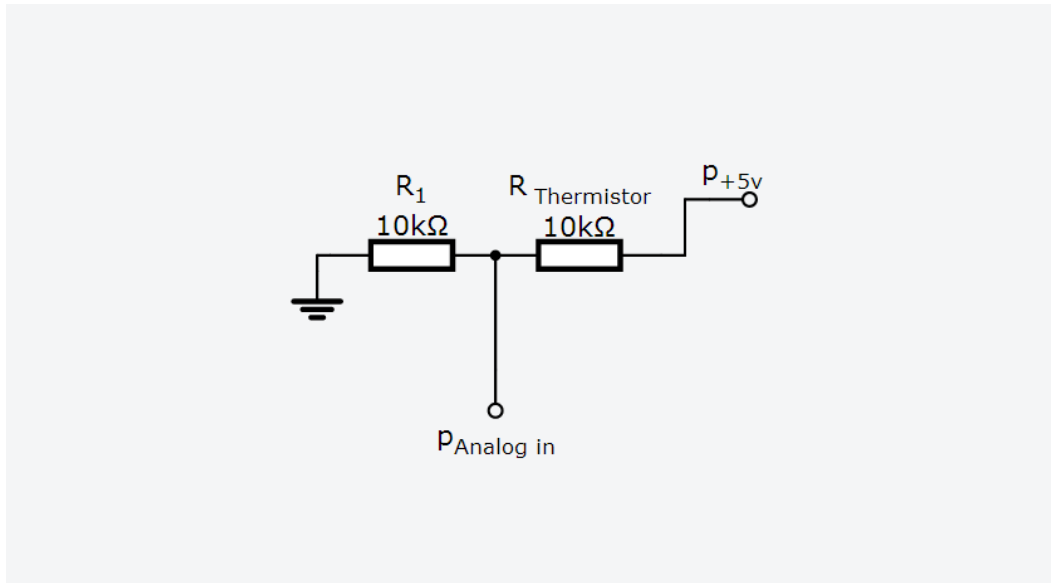 R1
10kΩ
R Thermistor
10kΩ
p+5v
pAnalog in